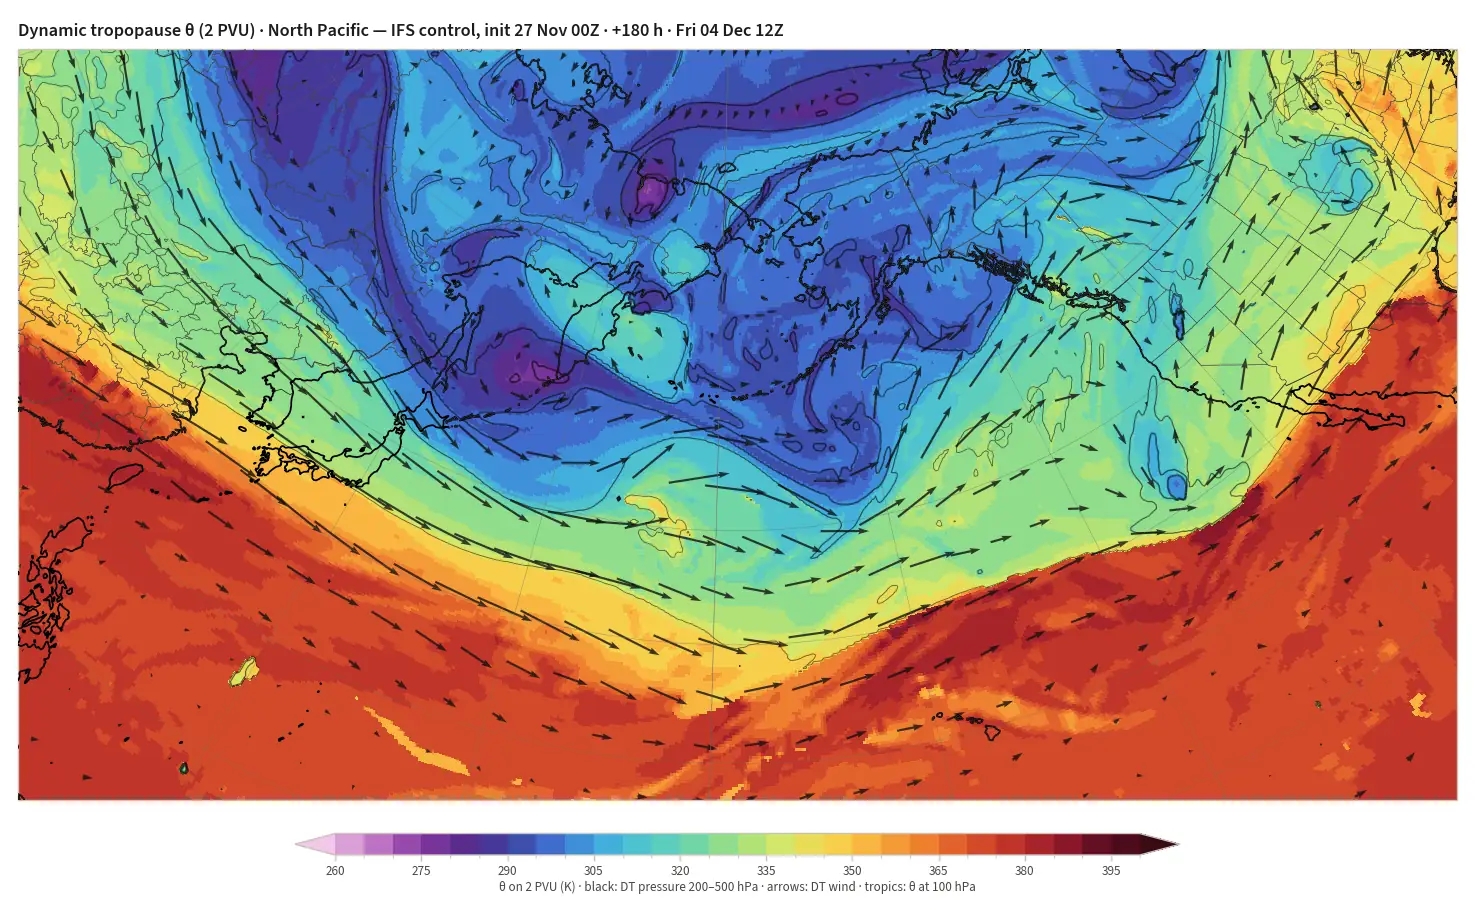 Dynamic tropopause θ (2 PVU) · North Pacific — IFS control, init 27 Nov 00Z · +180 h · Fri 04 Dec 12Z
260 275 290 305 320 335 350 365 380 395
θ on 2 PVU (K) · black: DT pressure 200–500 hPa · arrows: DT wind · tropics: θ at 100 hPa